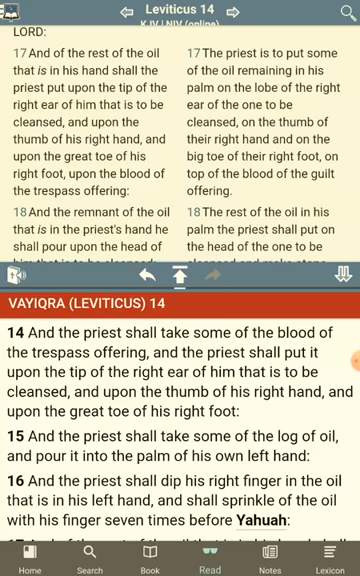 Leviticus 14
KJV | NIV (online)
LORD:
17 And of the rest of the oil
that is in his hand shall the
priest put upon the tip of the
right ear of him that is to be
cleansed, and upon the
thumb of his right hand, and
upon the great toe of his
right foot, upon the blood of
the trespass offering:
18 And the remnant of the oil
that is in the priest's hand he
shall pour upon the head of
him that is to be cleansed:
17 The priest is to put some
of the oil remaining in his
palm on the lobe of the right
ear of the one to be
cleansed, on the thumb of
their right hand and on the
big toe of their right foot, on
top of the blood of the guilt
offering.
18 The rest of the oil in his
palm the priest shall put on
the head of the one to be
cleansed and make atone
VAYIQRA (LEVITICUS) 14
14 And the priest shall take some of the blood of
the trespass offering, and the priest shall put it
upon the tip of the right ear of him that is to be
cleansed, and upon the thumb of his right hand, and
upon the great toe of his right foot:
15 And the priest shall take some of the log of oil,
and pour it into the palm of his own left hand:
16 And the priest shall dip his right finger in the oil
that is in his left hand, and shall sprinkle of the oil
with his finger seven times before Yahuah:
Home
Search
Book
Read
Notes
Lexicon